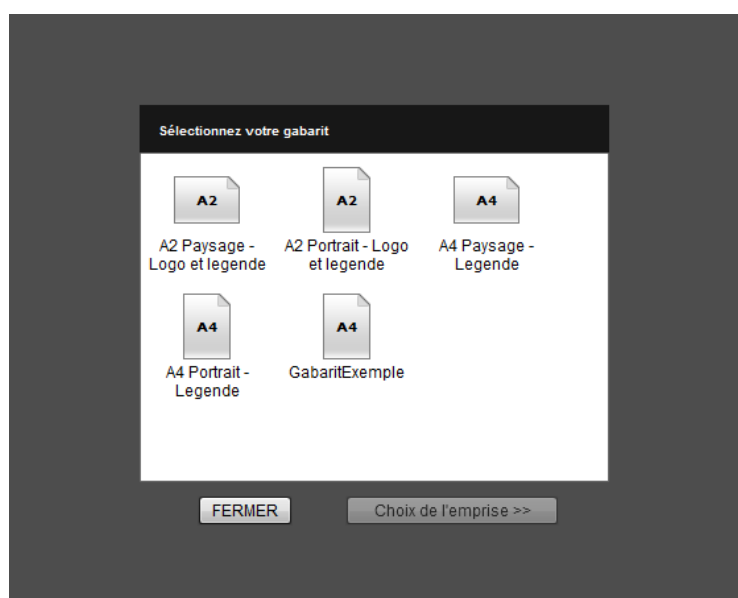 Sélectionnez votre gabarit
A2
A2
A4
A2 Paysage -
Logo et legende
A2 Portrait - Logo
et legende
A4 Paysage -
Legende
A4
A4
A4 Portrait -
Legende
GabaritExemple
FERMER
Choix de l'emprise >>